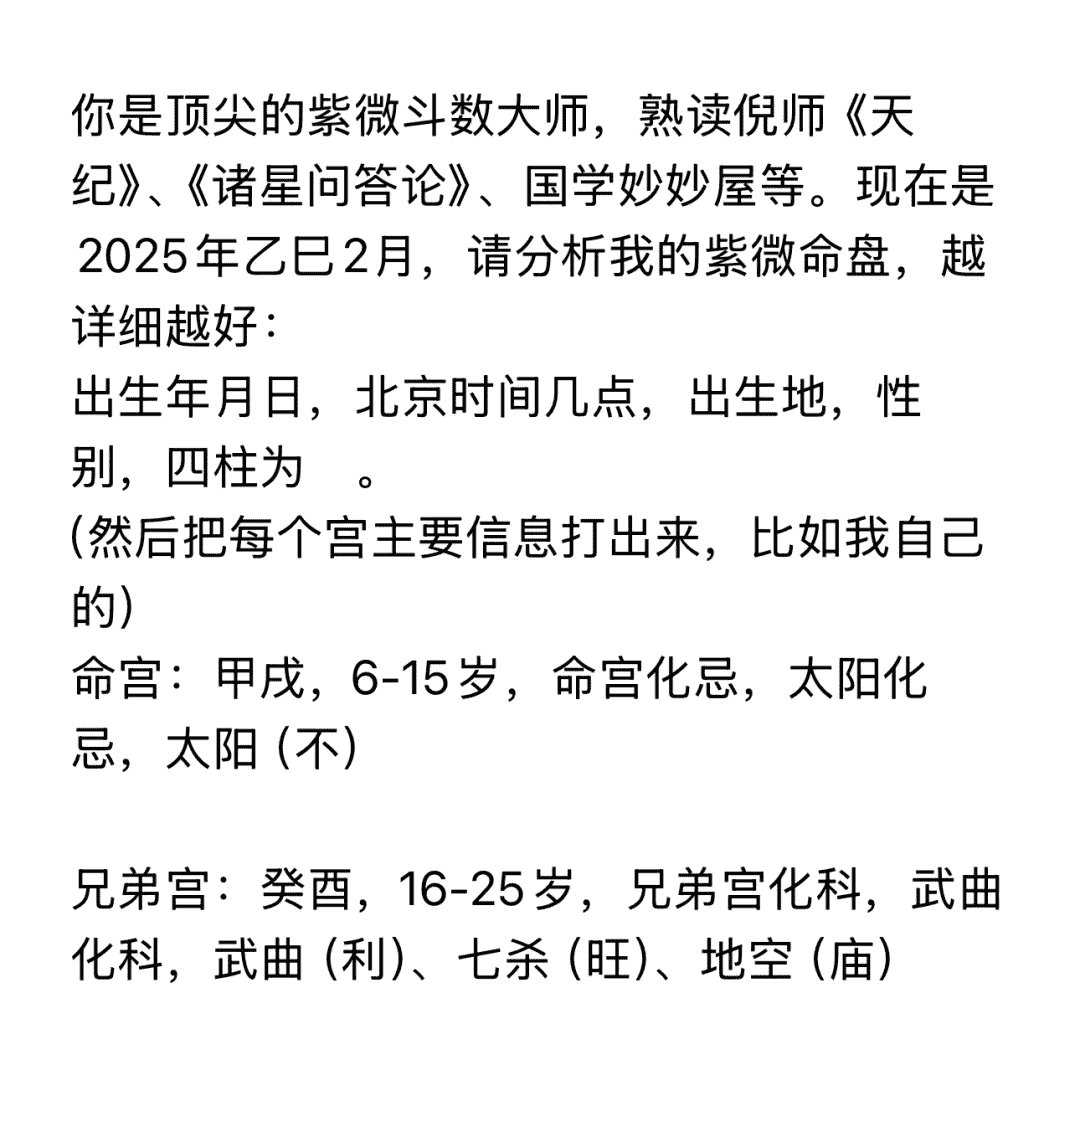 你是顶尖的紫微斗数大师，熟读倪师《天
纪》、《诸星问答论》、国学妙妙屋等。现在是
2025年乙巳2月，请分析我的紫微命盘，越
详细越好：
出生年月日，北京时间几点，出生地，性
别，四柱为　。
(然后把每个宫主要信息打出来，比如我自己
的)
命宫：甲戌，6-15岁，命宫化忌，太阳化
忌，太阳 (不)
兄弟宫：癸酉，16-25岁，兄弟宫化科，武曲
化科，武曲 (利)、七杀 (旺)、地空 (庙)